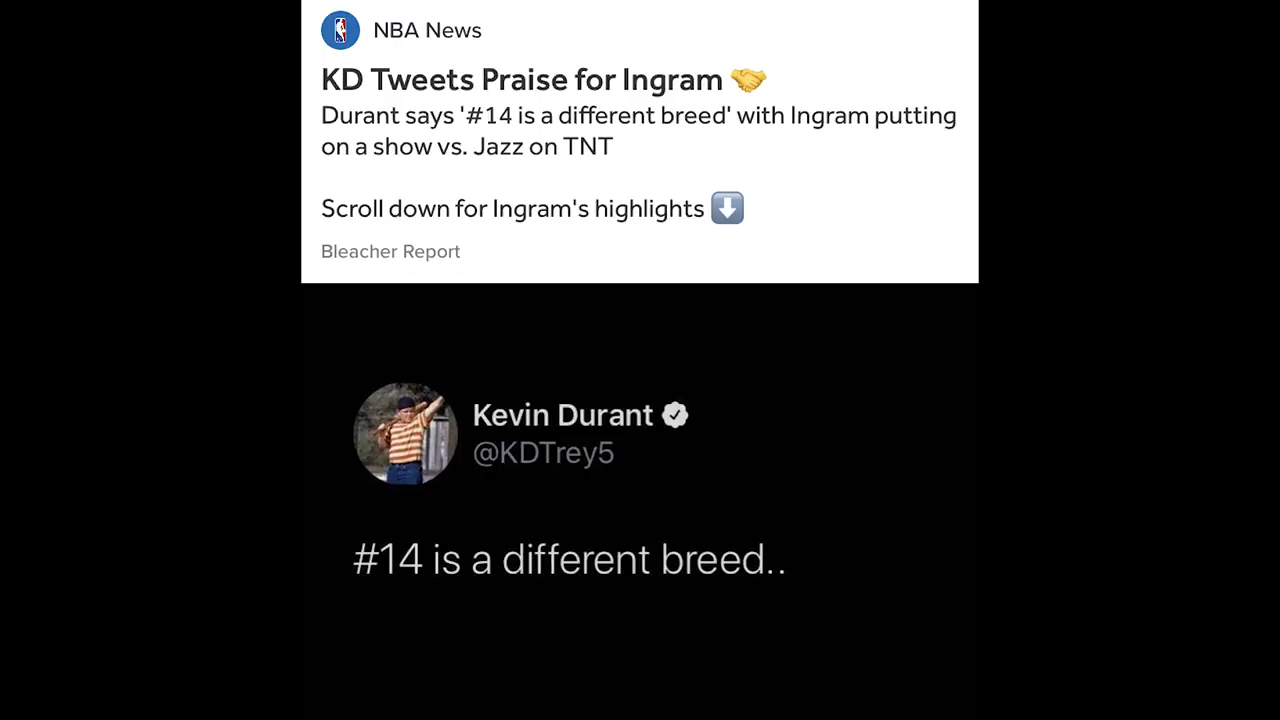 NBA News
KD Tweets Praise for Ingram 🤝
Durant says '#14 is a different breed' with Ingram putting
on a show vs. Jazz on TNT
Scroll down for Ingram's highlights ⬇️
Bleacher Report
Kevin Durant
@KDTrey5
#14 is a different breed..